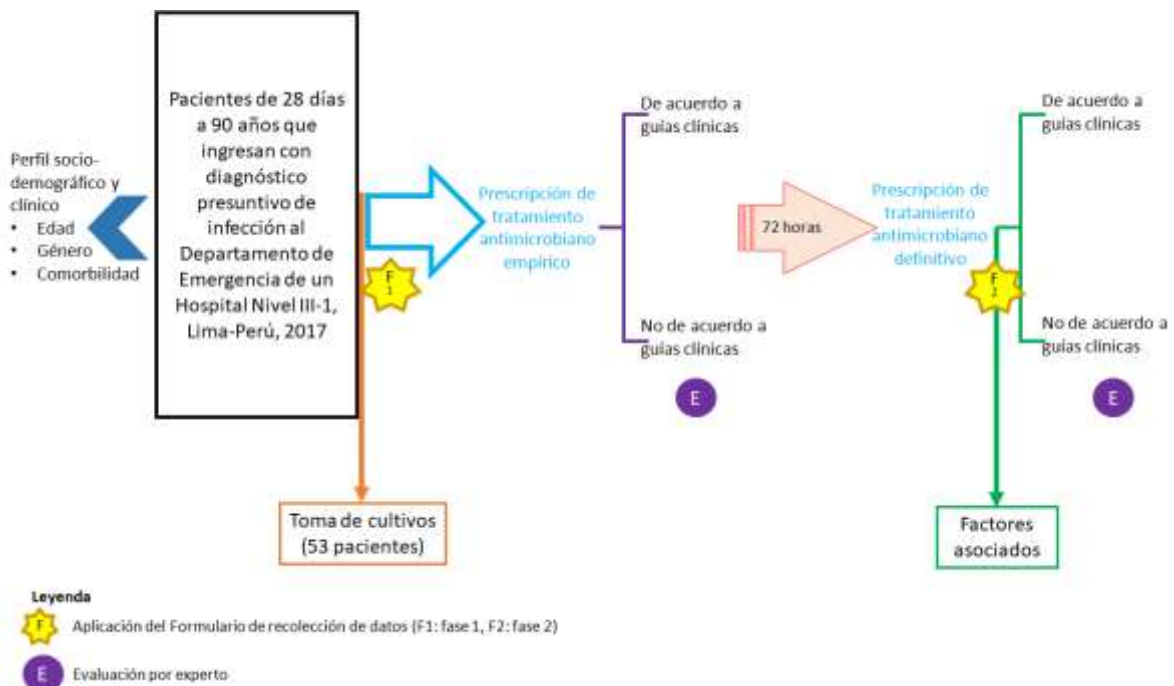 Perfil socio-
demográfico y
clínico
• Edad
• Género
• Comorbilidad
Pacientes de 28 días
a 90 años que
ingresan con
diagnóstico
presuntivo de
infección al
Departamento de
Emergencia de un
Hospital Nivel III-1,
Lima-Perú, 2017
F
1
Prescripción de
tratamiento
antimicrobiano
empírico
De acuerdo a
guías clínicas
No de acuerdo a
guías clínicas
E
72 horas
Prescripción de
tratamiento
antimicrobiano
definitivo
F
2
De acuerdo a
guías clínicas
No de acuerdo a
guías clínicas
E
Toma de cultivos
(53 pacientes)
Factores
asociados
Leyenda
F Aplicación del Formulario de recolección de datos (F1: fase 1, F2: fase 2)
E Evaluación por experto